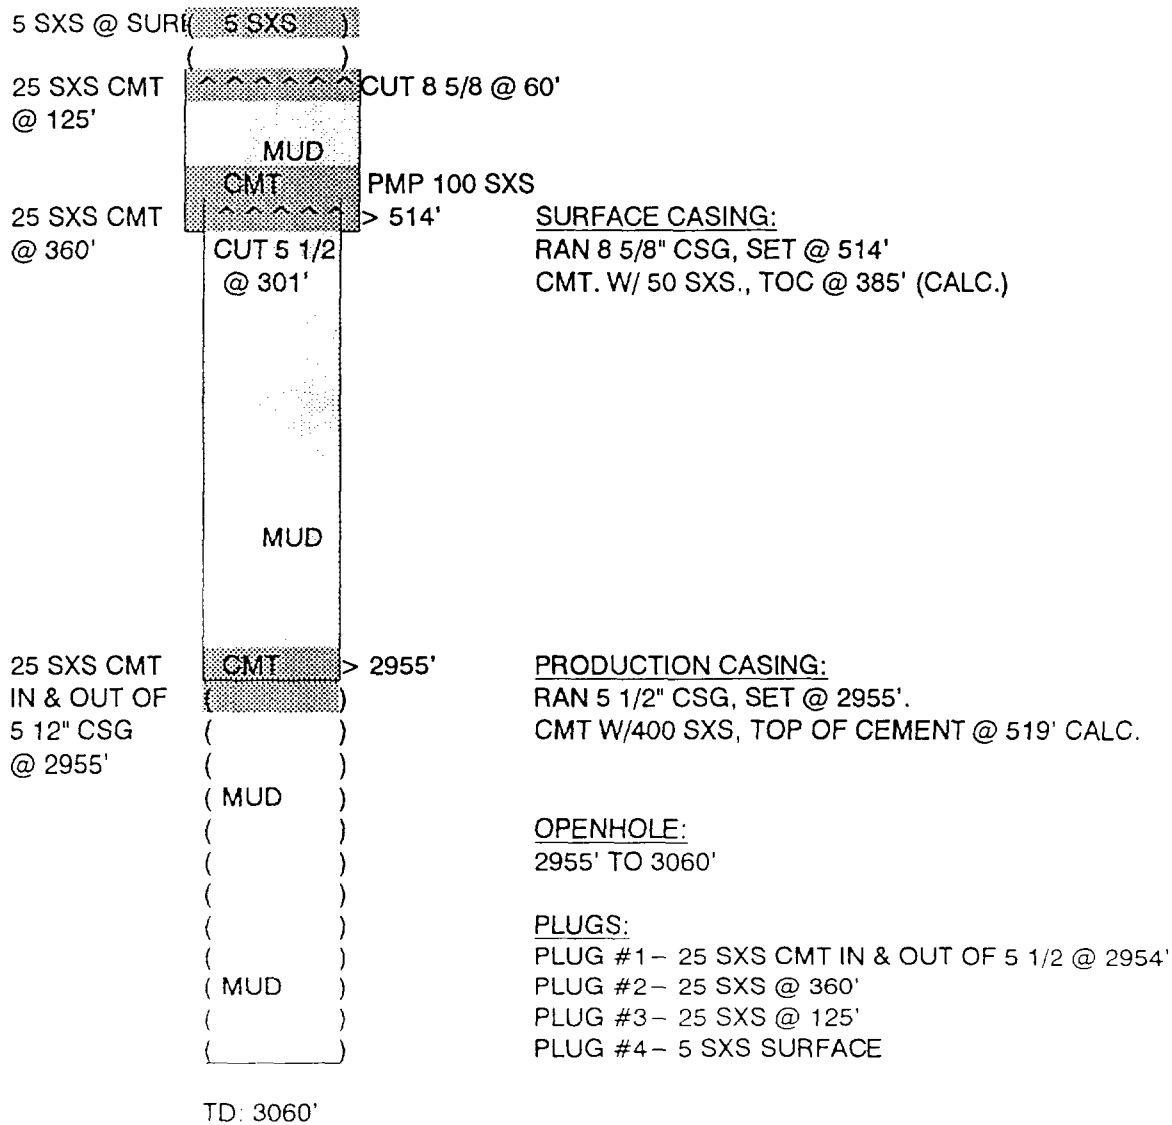 5 SXS @ SURF
5 SXS
25 SXS CMT
@ 125'
^ ^ ^ ^ ^ ^ CUT 8 5/8 @ 60'
MUD
CMT
PMP 100 SXS
25 SXS CMT
@ 360'
^ ^ ^ ^ ^ > 514'
CUT 5 1/2
@ 301'
SURFACE CASING:
RAN 8 5/8" CSG, SET @ 514'
CMT. W/ 50 SXS., TOC @ 385' (CALC.)
MUD
25 SXS CMT
IN & OUT OF
5 12" CSG
@ 2955'
CMT
> 2955'
PRODUCTION CASING:
RAN 5 1/2" CSG, SET @ 2955'.
CMT W/400 SXS, TOP OF CEMENT @ 519' CALC.
MUD
OPENHOLE:
2955' TO 3060'
MUD
PLUGS:
PLUG #1– 25 SXS CMT IN & OUT OF 5 1/2 @ 2954'
PLUG #2– 25 SXS @ 360'
PLUG #3– 25 SXS @ 125'
PLUG #4– 5 SXS SURFACE
TD: 3060'